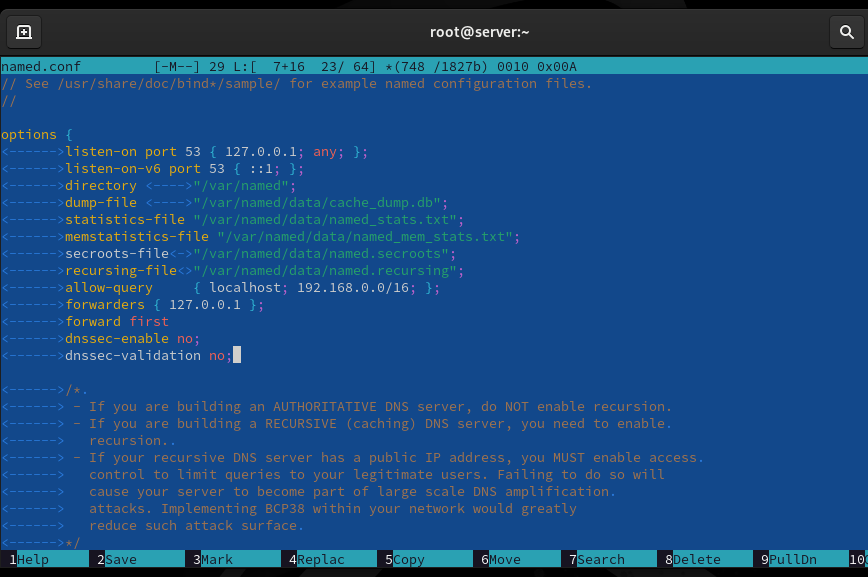 root@server:~
named.conf [-M--] 29 L:[ 7+16 23/ 64] *(748 /1827b) 0010 0x00A
// See /usr/share/doc/bind*/sample/ for example named configuration files.
//
options {
<------>listen-on port 53 { 127.0.0.1; any; };
<------>listen-on-v6 port 53 { ::1; };
<------>directory <---->"/var/named";
<------>dump-file <---->"/var/named/data/cache_dump.db";
<------>statistics-file "/var/named/data/named_stats.txt";
<------>memstatistics-file "/var/named/data/named_mem_stats.txt";
<------>secroots-file<->"/var/named/data/named.secroots";
<------>recursing-file<>"/var/named/data/named.recursing";
<------>allow-query     { localhost; 192.168.0.0/16; };
<------>forwarders { 127.0.0.1 };
<------>forward first
<------>dnssec-enable no;
<------>dnssec-validation no;
<------>/*.
<------> - If you are building an AUTHORITATIVE DNS server, do NOT enable recursion.
<------> - If you are building a RECURSIVE (caching) DNS server, you need to enable.
<------>   recursion..
<------> - If your recursive DNS server has a public IP address, you MUST enable access.
<------>   control to limit queries to your legitimate users. Failing to do so will
<------>   cause your server to become part of large scale DNS amplification.
<------>   attacks. Implementing BCP38 within your network would greatly
<------>   reduce such attack surface.
<------>*/
1Help 2Save 3Mark 4Replac 5Copy 6Move 7Search 8Delete 9PullDn 10